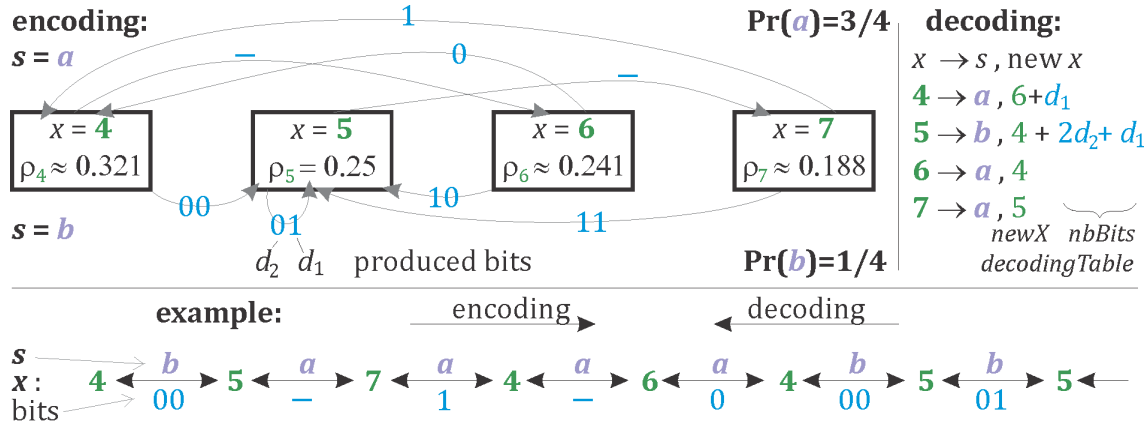 encoding: 1 Pr(a)=3/4 decoding:
s = a – 0 – x → s , new x
4 → a , 6+d₁
x = 4 x = 5 x = 6 x = 7 5 → b , 4 + 2d₂+ d₁
ρ₄ ≈ 0.321 ρ₅ = 0.25 ρ₆ ≈ 0.241 ρ₇ ≈ 0.188 6 → a , 4
00 01 10 11 7 → a , 5
s = b newX nbBits
d₂ d₁ produced bits Pr(b)=1/4 decodingTable
example: encoding decoding
s b a a a a b b
x : 4 5 7 4 6 4 5 5
bits 00 – 1 – 0 00 01